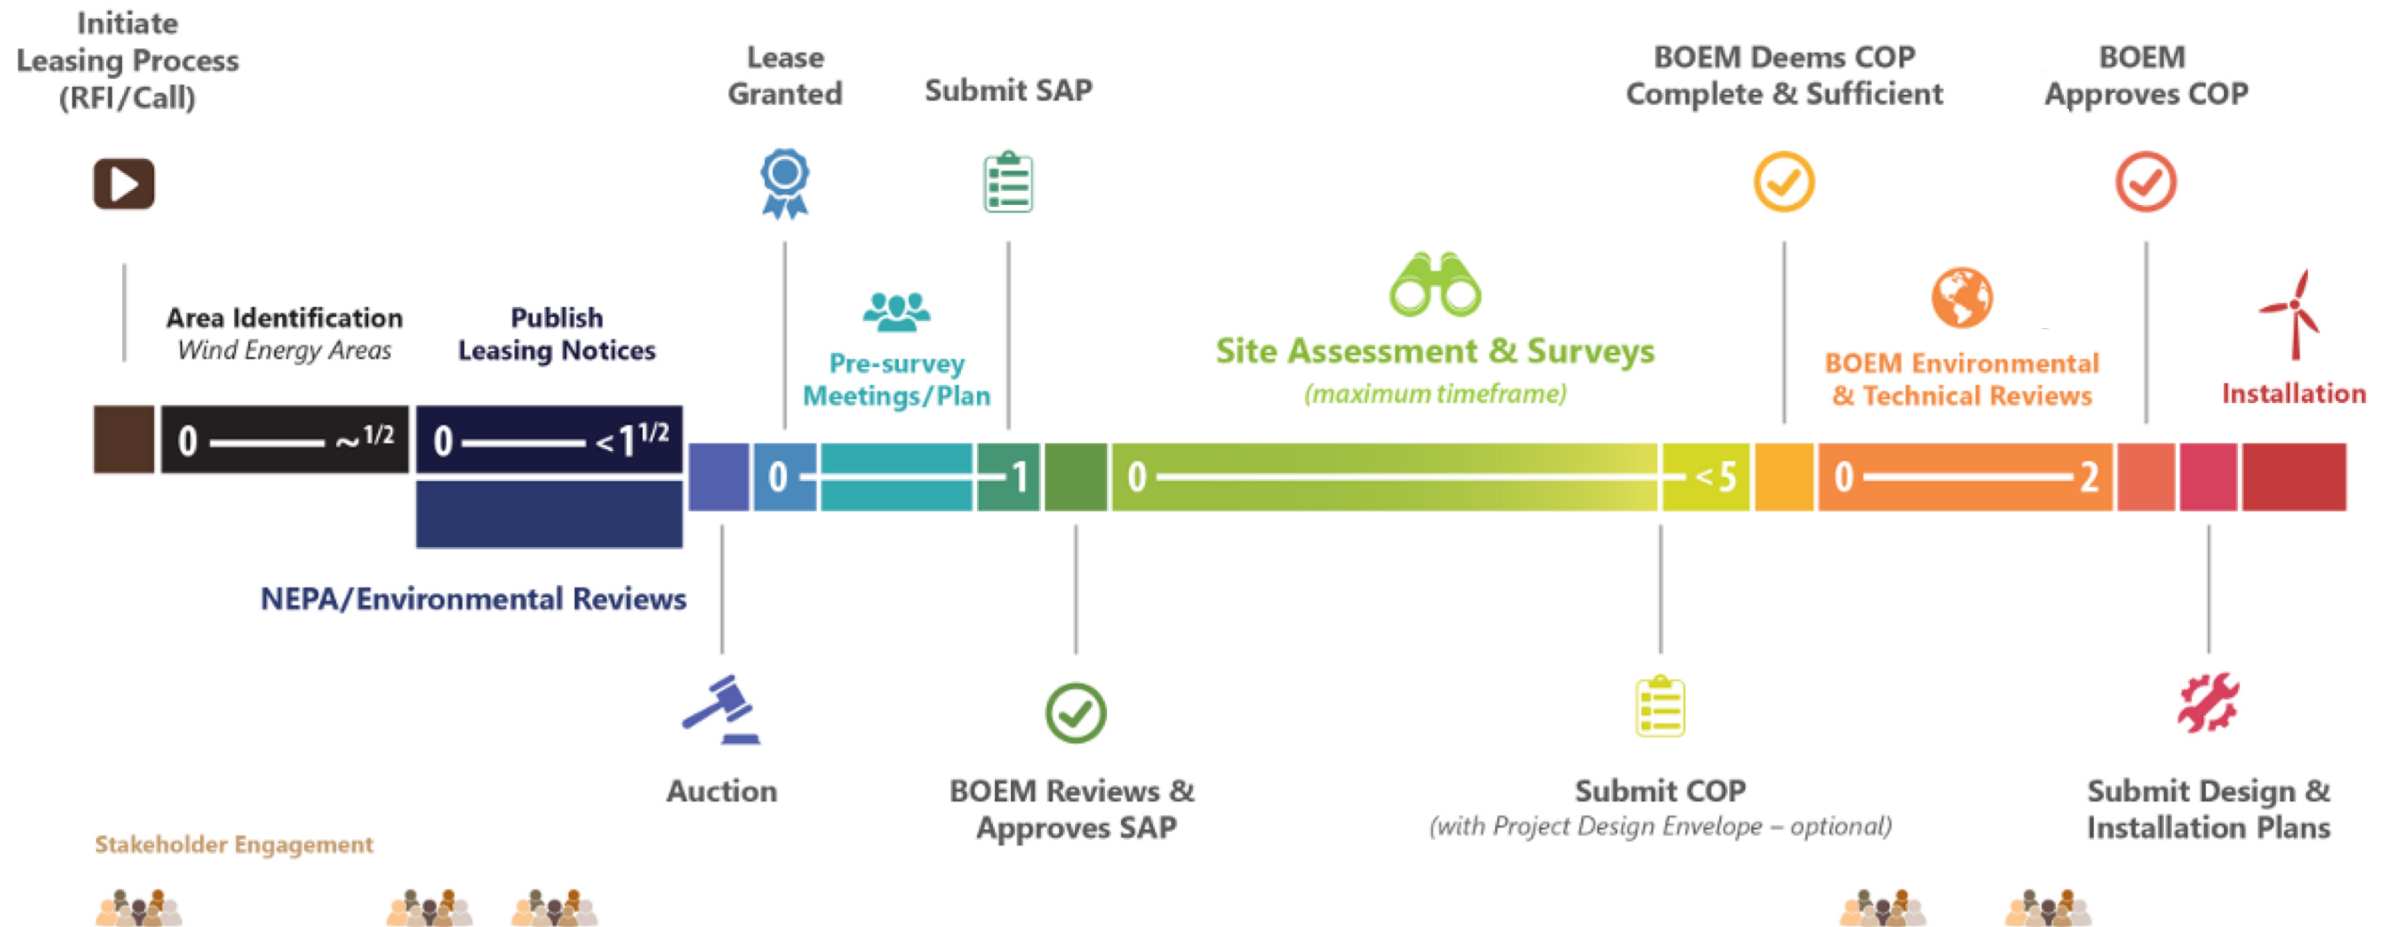 Initiate
Leasing Process
(RFI/Call)
Lease
Granted
Submit SAP
BOEM Deems COP
Complete & Sufficient
BOEM
Approves COP
Area Identification
Wind Energy Areas
Publish
Leasing Notices
Pre-survey
Meetings/Plan
Site Assessment & Surveys
(maximum timeframe)
BOEM Environmental
& Technical Reviews
Installation
0 ~1/2
0 <1 1/2
0 1
0 <5
0 2
NEPA/Environmental Reviews
Auction
BOEM Reviews &
Approves SAP
Submit COP
(with Project Design Envelope – optional)
Submit Design &
Installation Plans
Stakeholder Engagement